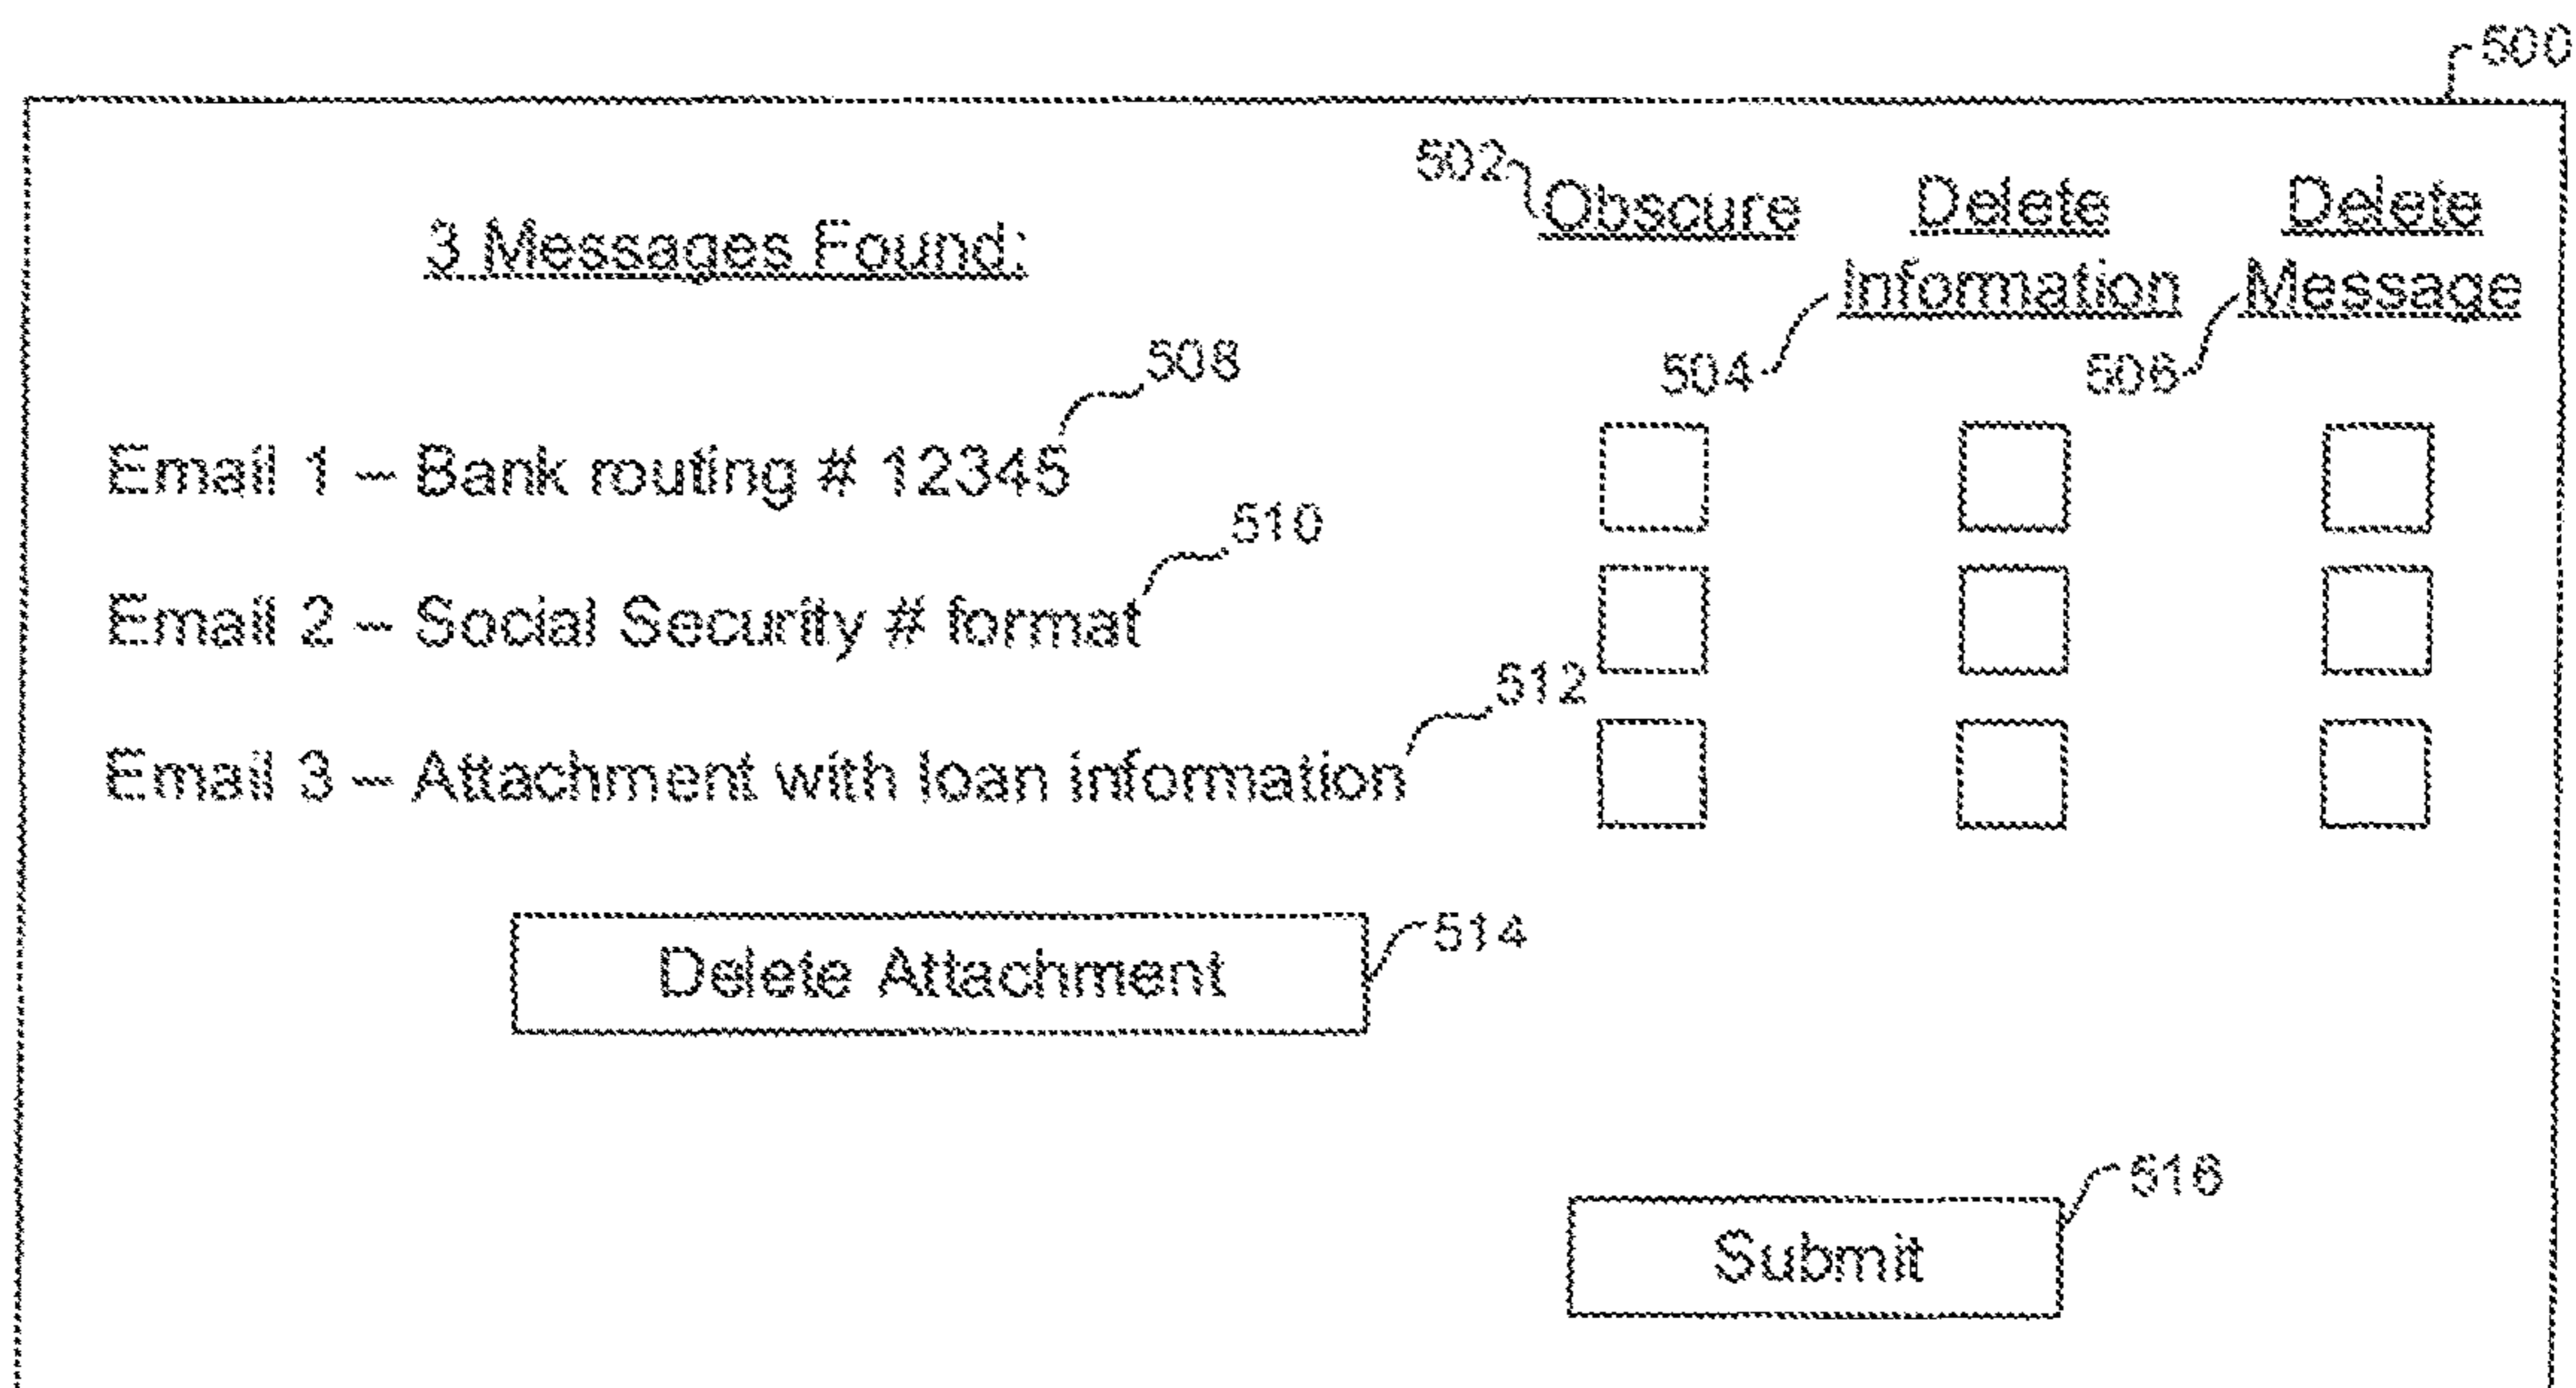 500
502 Obscure Delete Delete
3 Messages Found:
Information Message
508 504 506
Email 1 – Bank routing # 12345
510
Email 2 – Social Security # format
512
Email 3 – Attachment with loan information
Delete Attachment 514
516
Submit